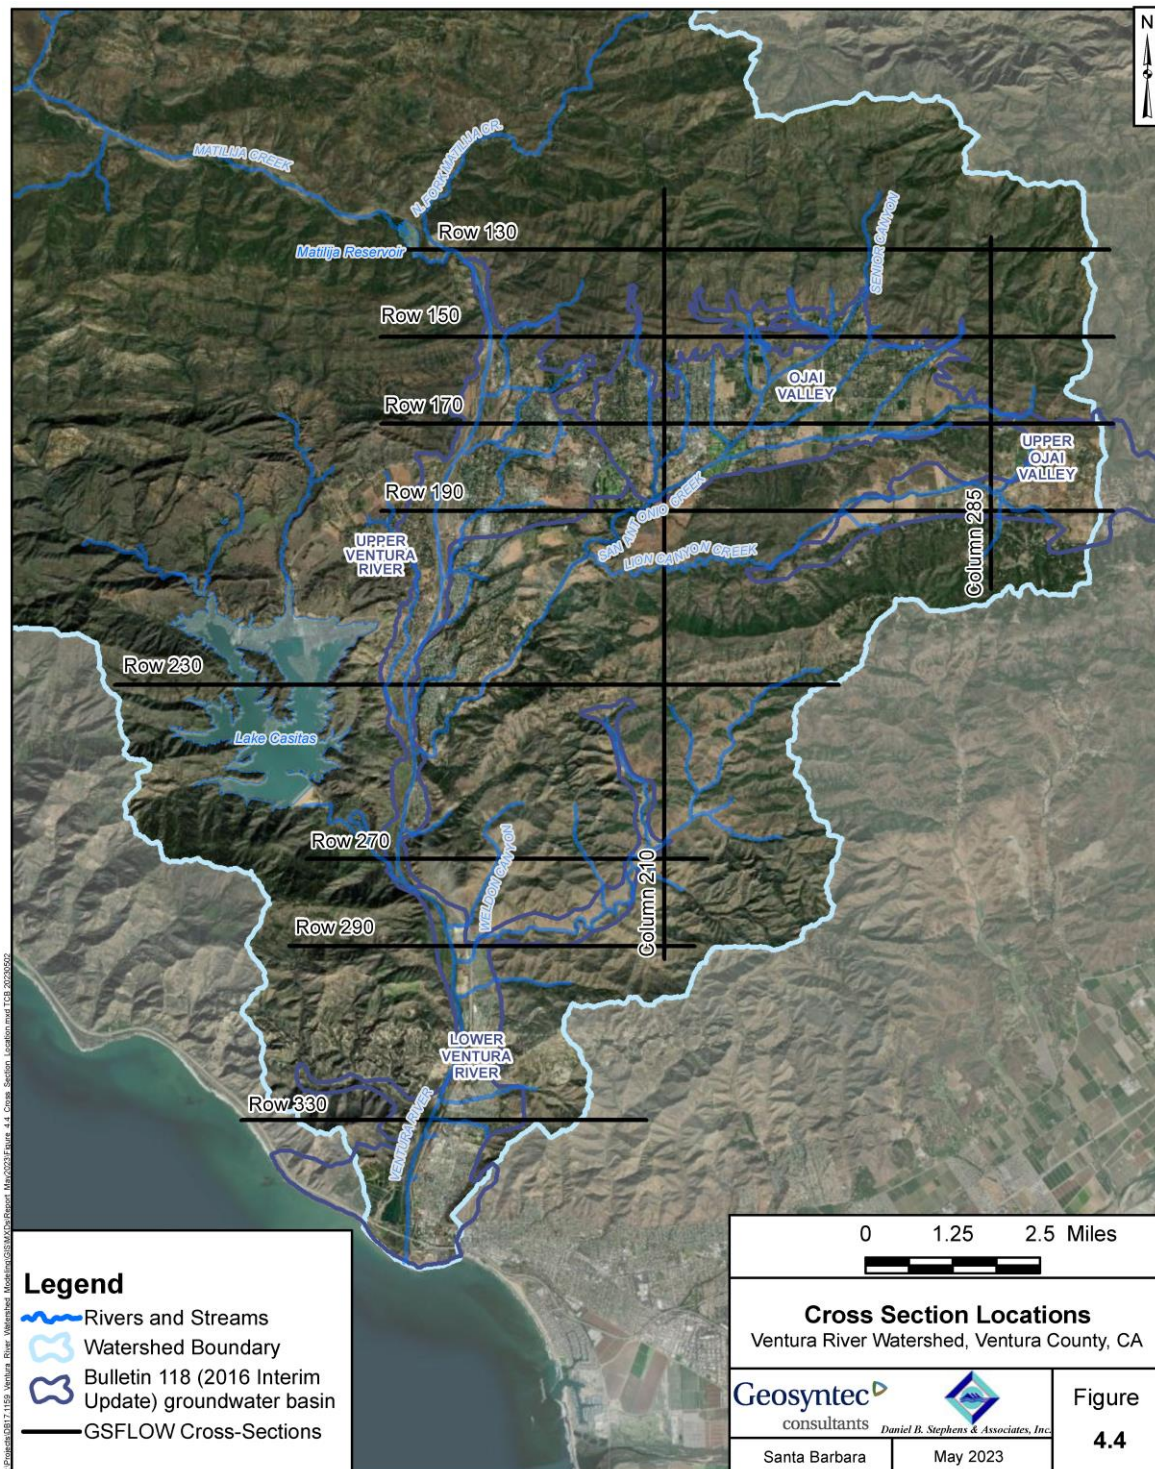 N
MATILIJA CREEK
N. FORK MATILIJA CR.
Matilija Reservoir
Row 130
SENIOR CANYON
Row 150
OJAI
VALLEY
Row 170
UPPER
OJAI
VALLEY
Row 190
SAN ANTONIO CREEK
UPPER
VENTURA
RIVER
LION CANYON CREEK
Column 285
Row 230
Lake Casitas
Row 270
WELDON CANYON
Column 210
Row 290
LOWER
VENTURA
RIVER
Row 330
VENTURA RIVER
Legend
Rivers and Streams
Watershed Boundary
Bulletin 118 (2016 Interim
Update) groundwater basin
GSFLOW Cross-Sections
0 1.25 2.5 Miles
Cross Section Locations
Ventura River Watershed, Ventura County, CA
Geosyntec
consultants
Daniel B. Stephens & Associates, Inc.
Santa Barbara
May 2023
Figure
4.4